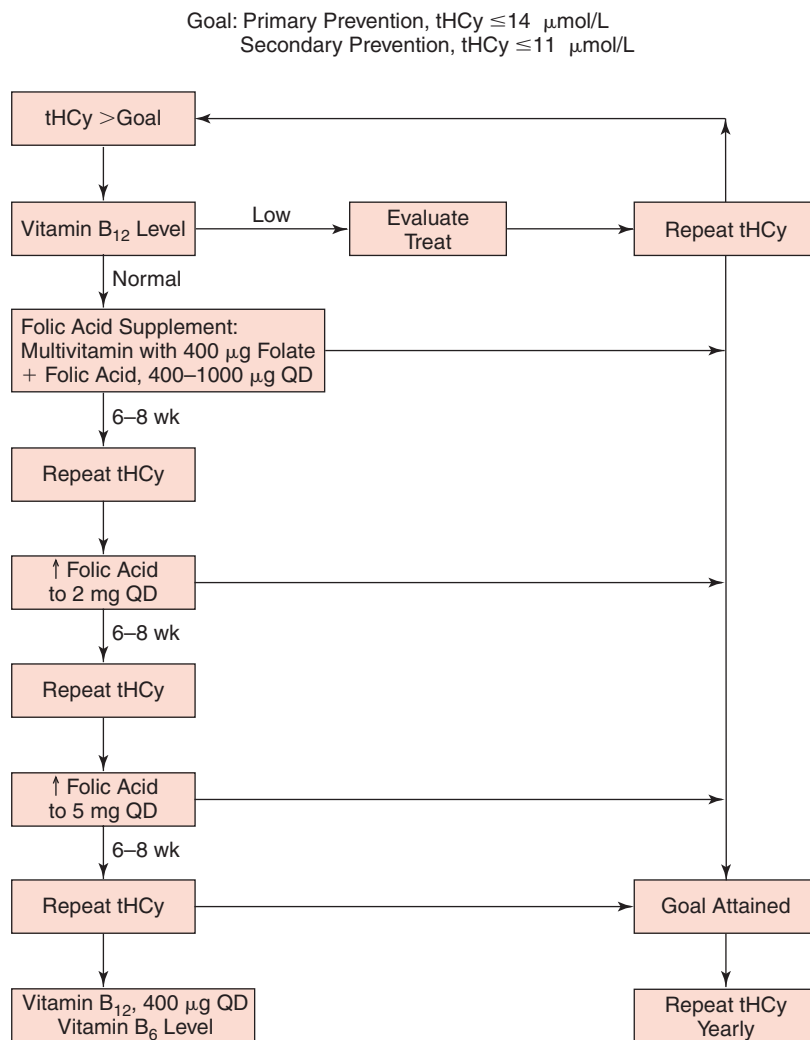 Goal: Primary Prevention, tHCy ≤14 μmol/L
Secondary Prevention, tHCy ≤11 μmol/L
tHCy >Goal
Vitamin B₁₂ Level
Low
Evaluate
Treat
Repeat tHCy
Normal
Folic Acid Supplement:
Multivitamin with 400 μg Folate
+ Folic Acid, 400–1000 μg QD
6–8 wk
Repeat tHCy
↑ Folic Acid
to 2 mg QD
6–8 wk
Repeat tHCy
↑ Folic Acid
to 5 mg QD
6–8 wk
Repeat tHCy
Goal Attained
Vitamin B₁₂, 400 μg QD
Vitamin B₆ Level
Repeat tHCy
Yearly